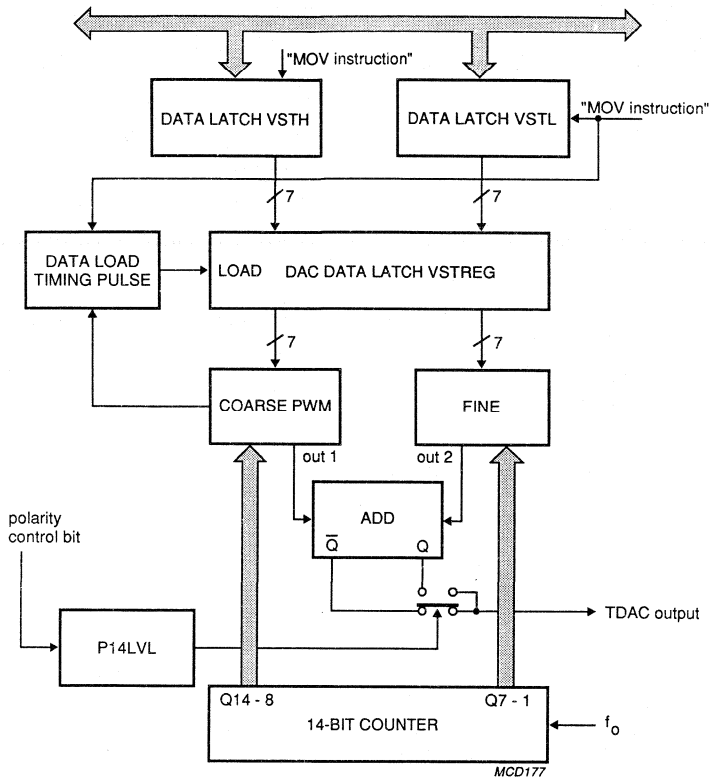 "MOV instruction"
DATA LATCH VSTH
DATA LATCH VSTL
"MOV instruction"
7
7
DATA LOAD
TIMING PULSE
LOAD
DAC DATA LATCH VSTREG
7
7
COARSE PWM
FINE
out 1
out 2
ADD
Q̅
Q
polarity
control bit
TDAC output
P14LVL
Q14 - 8
Q7 - 1
14-BIT COUNTER
fo
MCD177